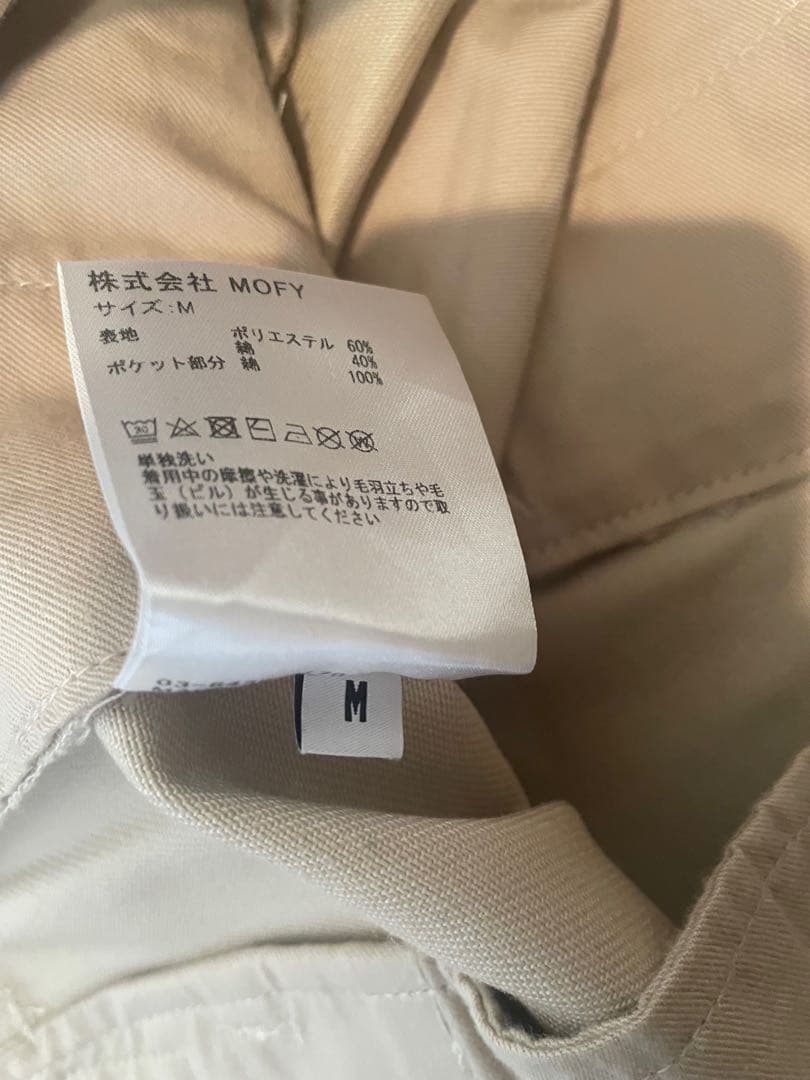 株式会社 MOFY
サイズ:M
表地 ポリエステル 60%
綿 40%
ポケット部分 綿 100%
単独洗い
着用中の摩擦や洗濯により毛羽立ちや毛
玉（ピル）が生じる事がありますので取
り扱いには注意してください
M